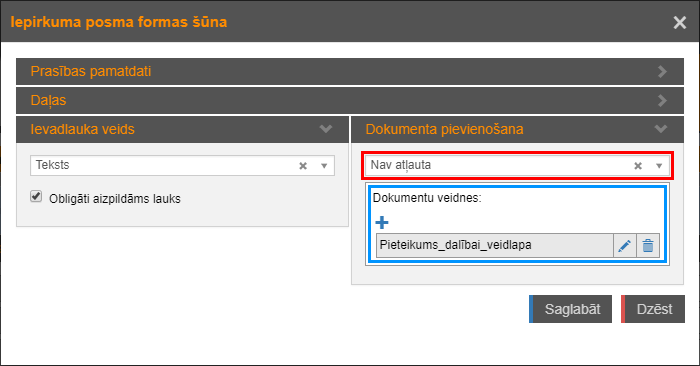 Iepirkuma posma formas šūna
Prasības pamatdati
Daļas
Ievadlauka veids
Teksts
Obligāti aizpildāms lauks
Dokumenta pievienošana
Nav atļauta
Dokumentu veidnes:
Pieteikums_dalībai_veidlapa
Saglabāt
Dzēst